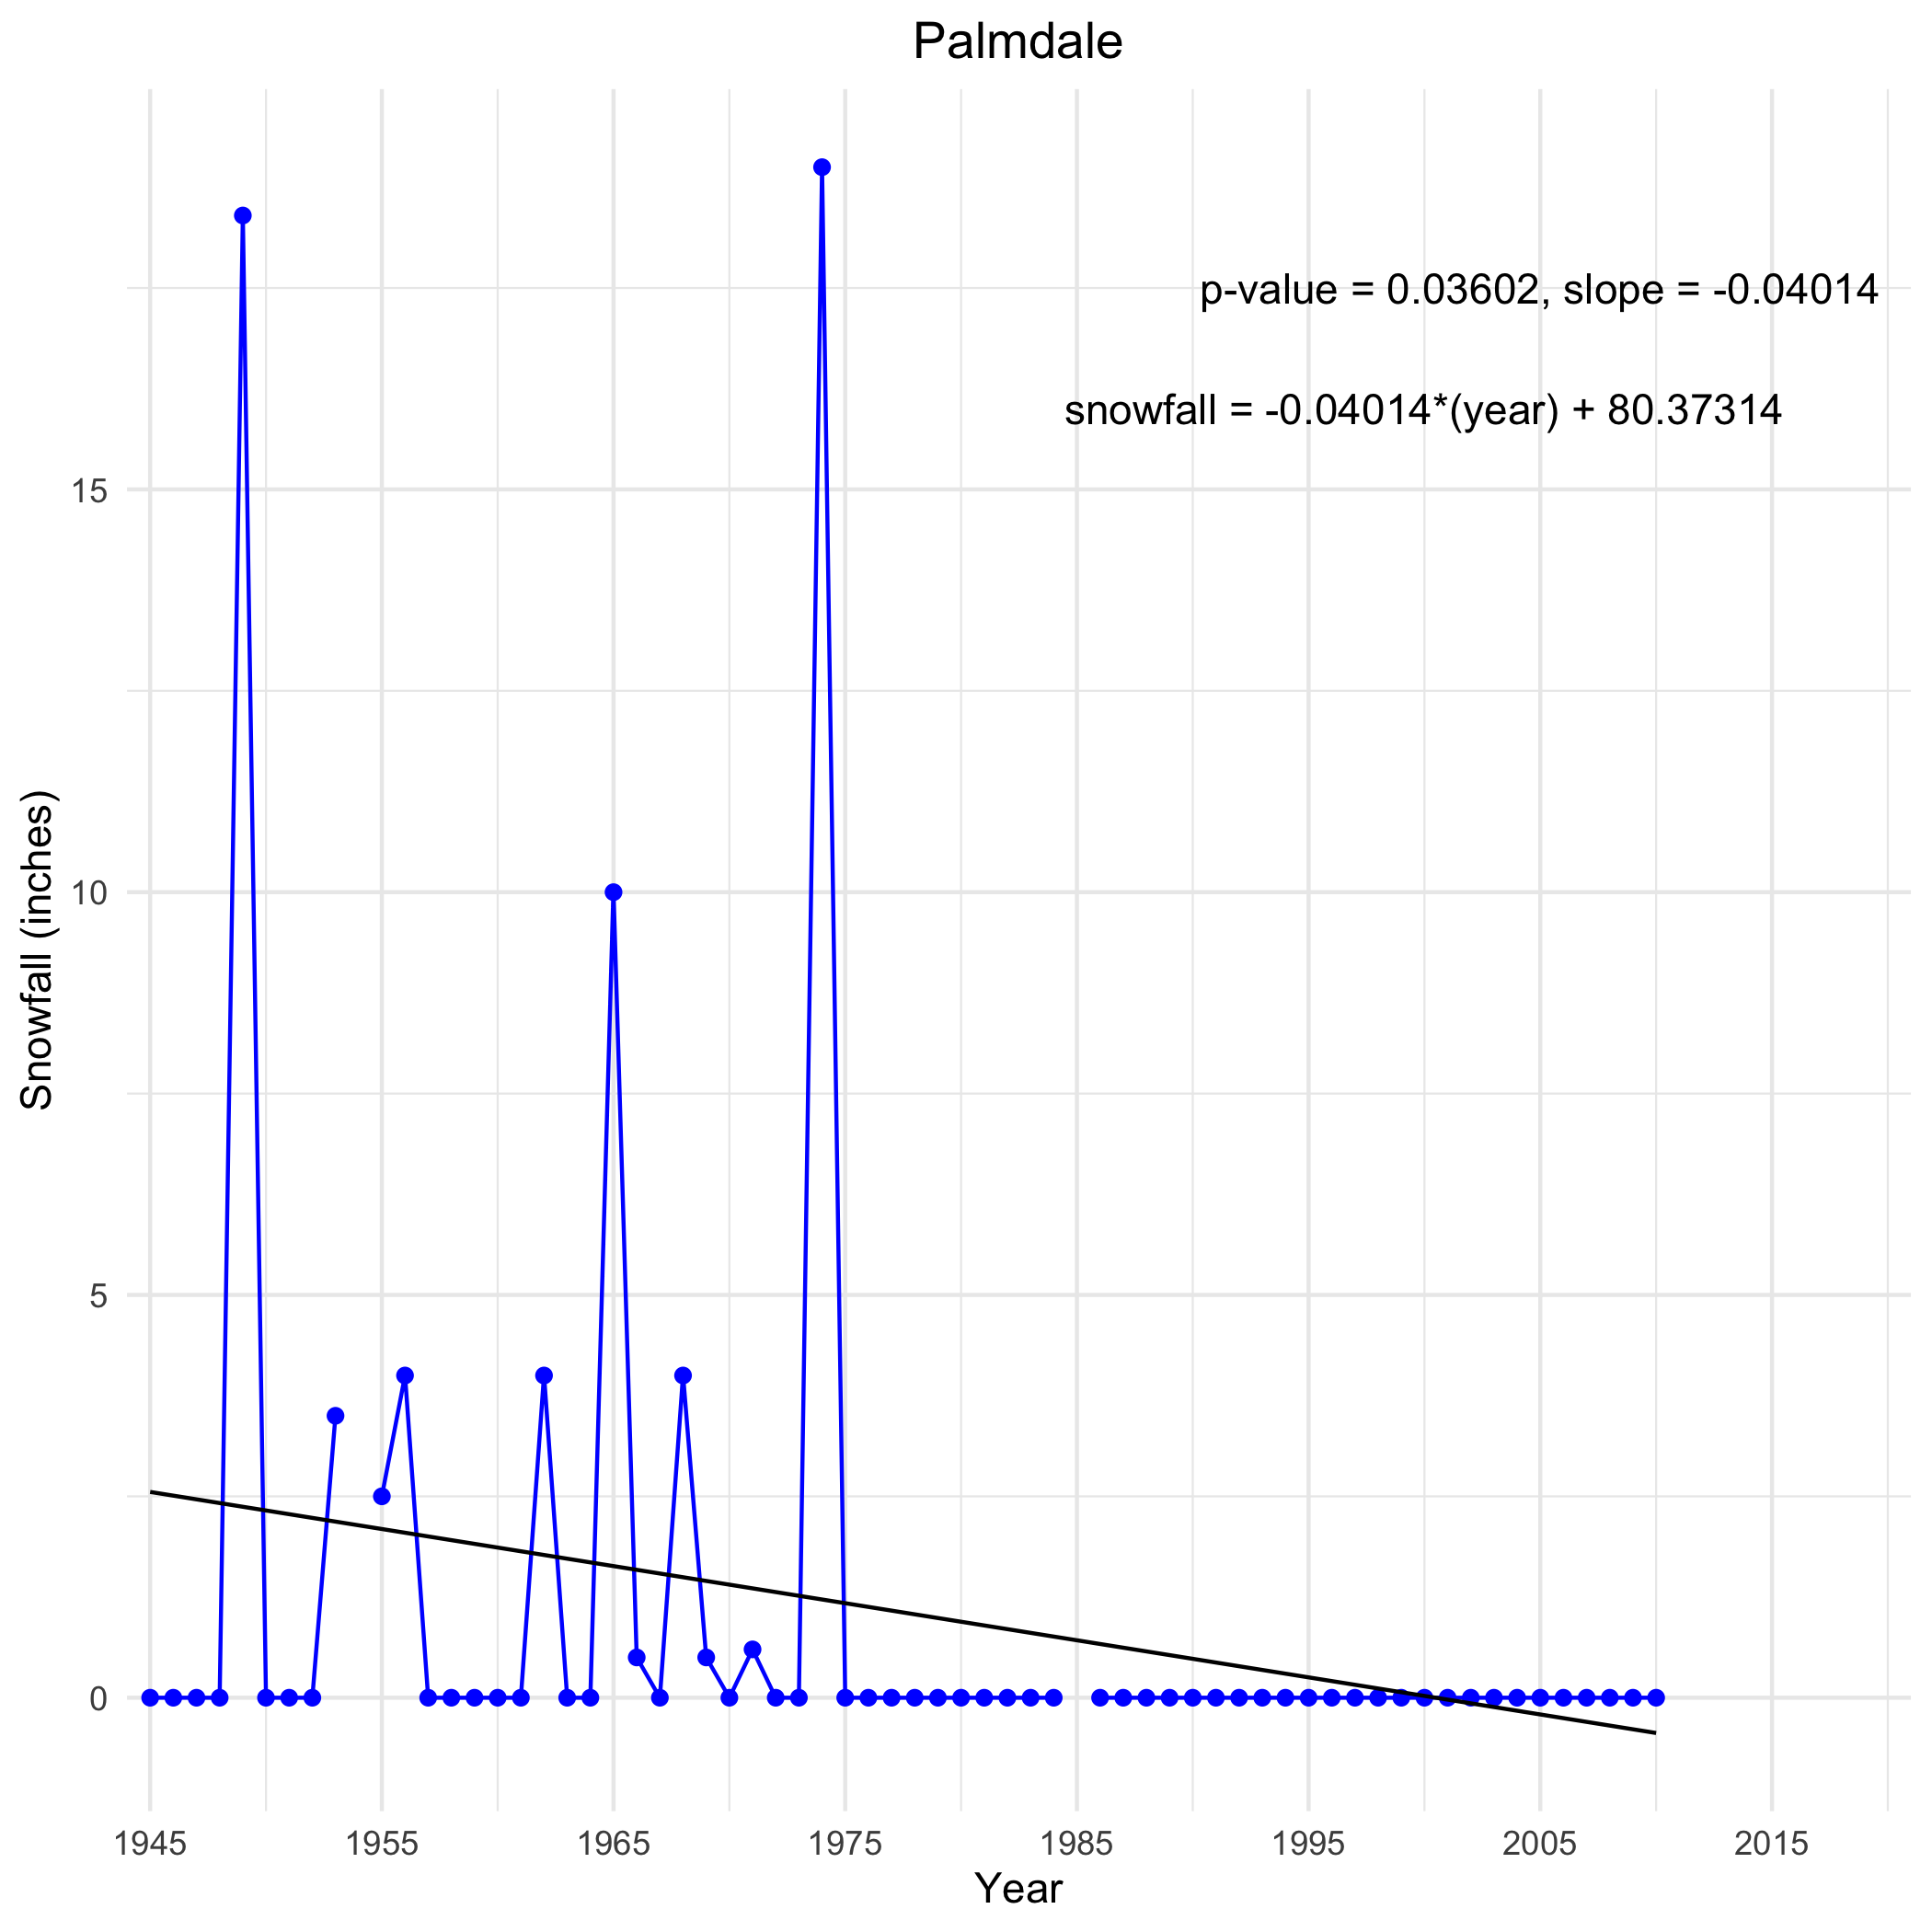 Palmdale
p-value = 0.03602, slope = -0.04014
snowfall = -0.04014*(year) + 80.37314
15
10
5
0
Snowfall (inches)
1945 1955 1965 1975 1985 1995 2005 2015
Year